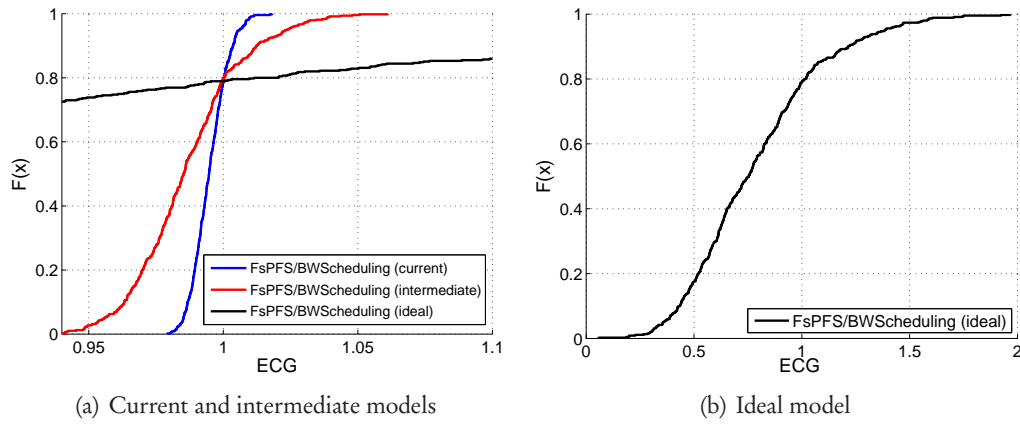 1
0.8
0.6
0.4
0.2
0
F(x)
0.95
1
1.05
1.1
ECG
FsPFS/BWScheduling (current)
FsPFS/BWScheduling (intermediate)
FsPFS/BWScheduling (ideal)
(a) Current and intermediate models
1
0.8
0.6
0.4
0.2
0
F(x)
0
0.5
1
1.5
2
ECG
FsPFS/BWScheduling (ideal)
(b) Ideal model